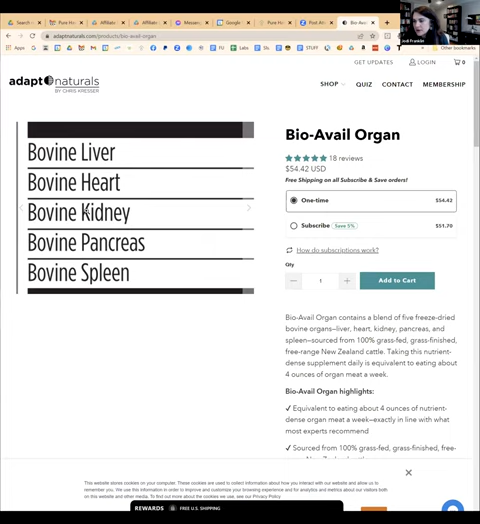 adaptnaturals.com/products/bio-avail-organ
Other bookmarks
Jodi Franklin
GET UPDATES
LOGIN
0
adapt naturals
BY CHRIS KRESSER
SHOP
QUIZ
CONTACT
MEMBERSHIP
Bovine Liver
Bovine Heart
Bovine Kidney
Bovine Pancreas
Bovine Spleen
Bio-Avail Organ
18 reviews
$54.42 USD
Free Shipping on all Subscribe & Save orders!
One-time
$54.42
Subscribe
Save 5%
$51.70
How do subscriptions work?
Qty
1
Add to Cart
Bio-Avail Organ contains a blend of five freeze-dried
bovine organs—liver, heart, kidney, pancreas, and
spleen—sourced from 100% grass-fed, grass-finished,
free-range New Zealand cattle. Taking this nutrient-
dense supplement daily is equivalent to eating about
4 ounces of organ meat a week.
Bio-Avail Organ highlights:
✓ Equivalent to eating about 4 ounces of nutrient-
dense organ meat a week—exactly in line with what
most experts recommend
✓ Sourced from 100% grass-fed, grass-finished, free-
This website stores cookies on your computer. These cookies are used to collect information about how you interact with our website and allow us to
remember you. We use this information in order to improve and customize your browsing experience and for analytics and metrics about our visitors
both on this website and other media. To find out more about the cookies we use, see our Privacy Policy.
REWARDS
FREE U.S. SHIPPING